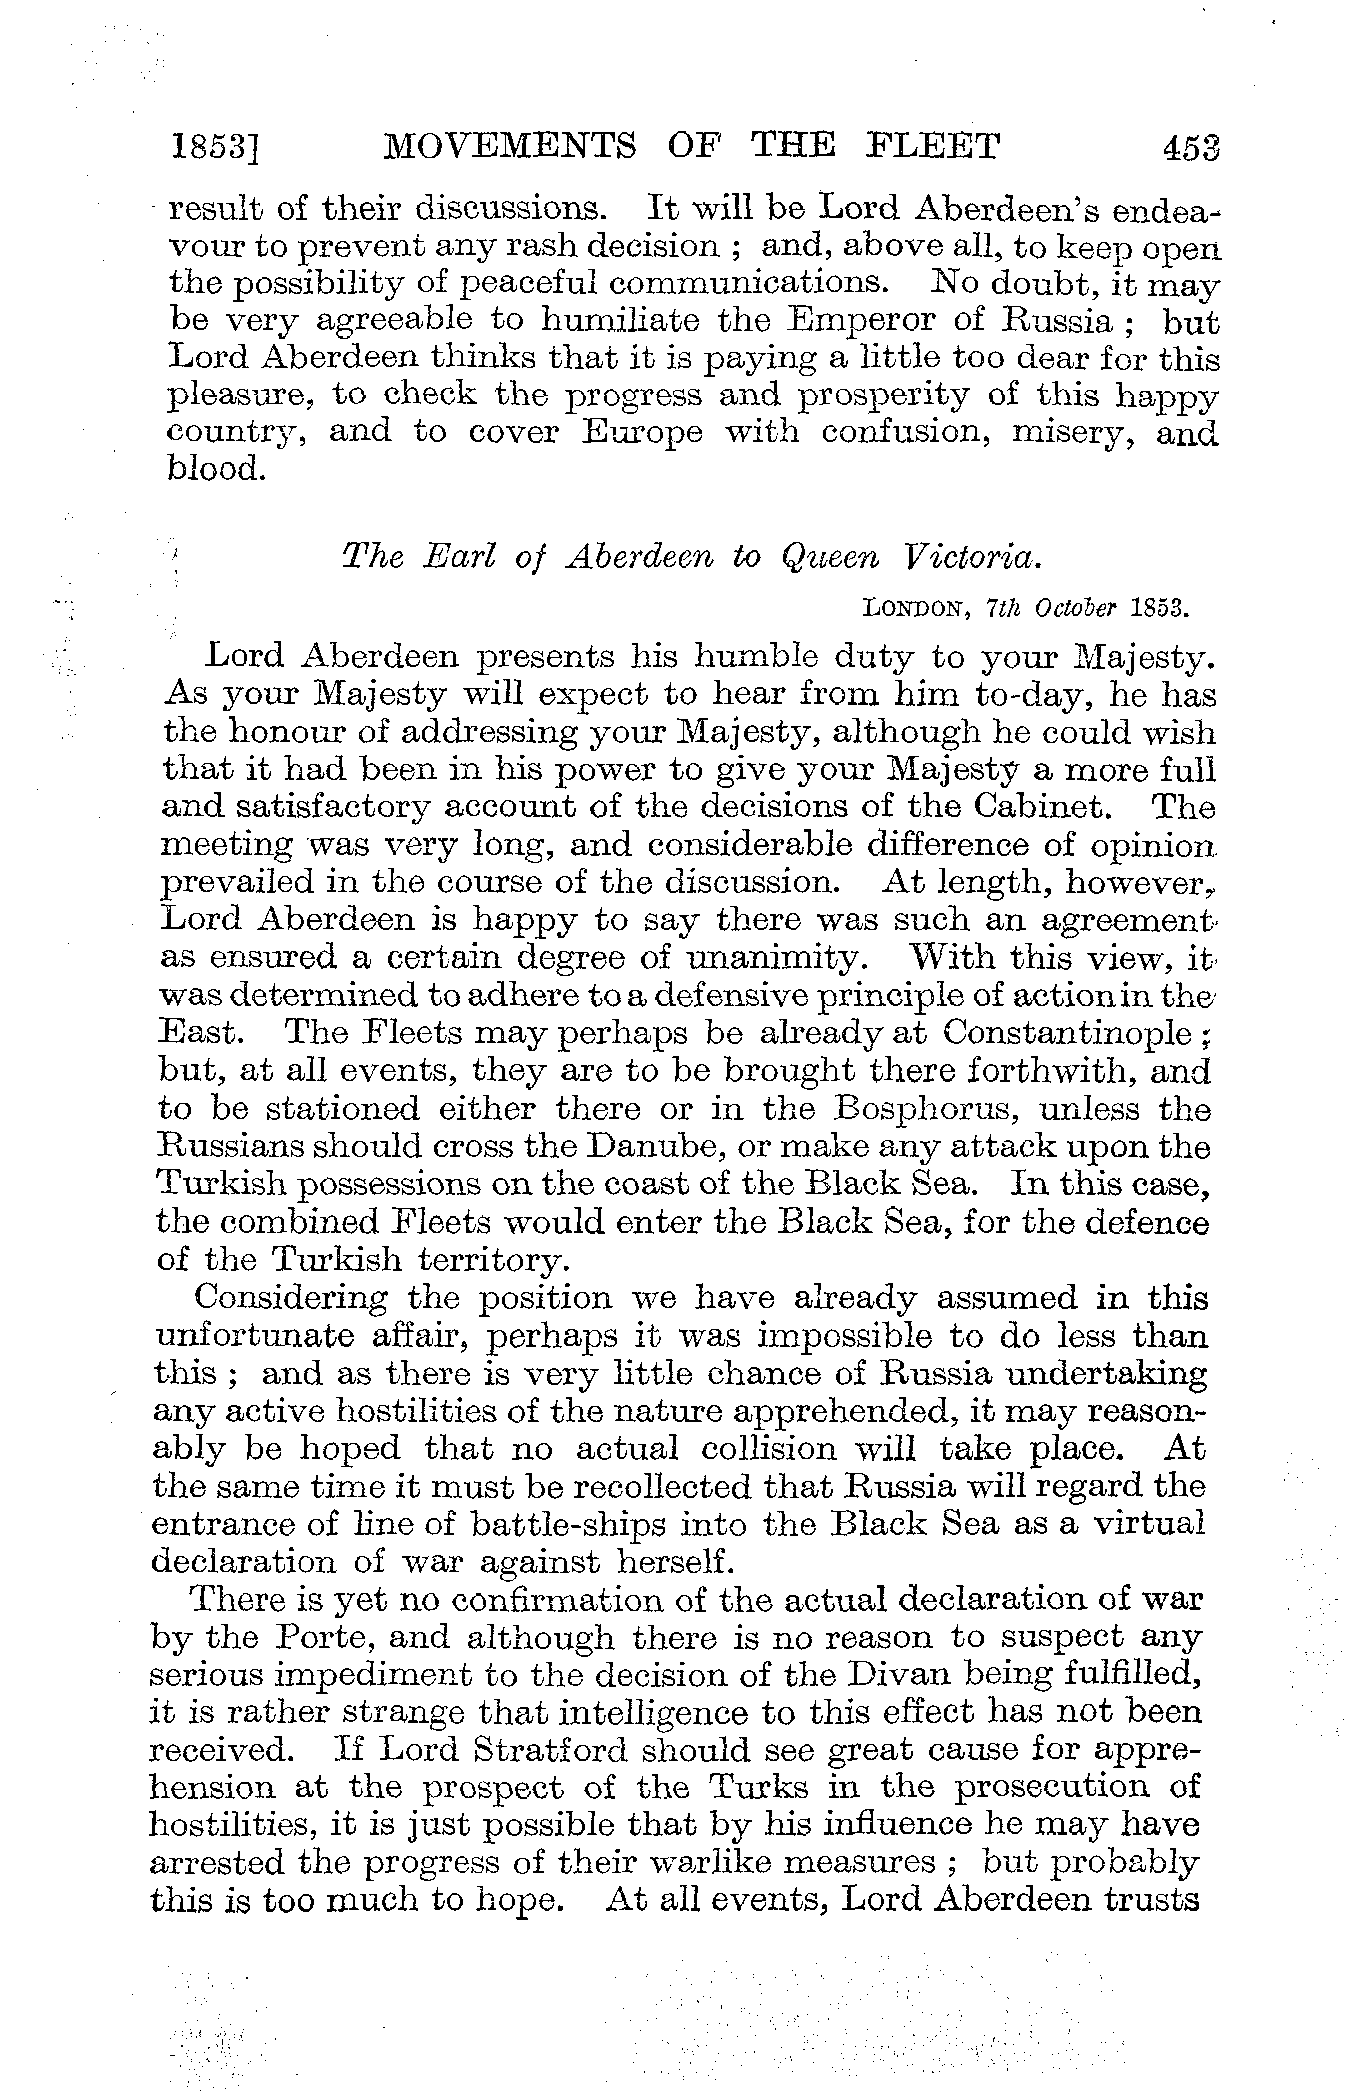 1853] MOVEMENTS OF THE FLEET 453
result of their discussions. It will be Lord Aberdeen's endea-
vour to prevent any rash decision ; and, above all, to keep open
the possibility of peaceful communications. No doubt, it may
be very agreeable to humiliate the Emperor of Russia ; but
Lord Aberdeen thinks that it is paying a little too dear for this
pleasure, to check the progress and prosperity of this happy
country, and to cover Europe with confusion, misery, and
blood.
The Earl of Aberdeen to Queen Victoria.
LONDON, 7th October 1853.
Lord Aberdeen presents his humble duty to your Majesty.
As your Majesty will expect to hear from him to-day, he has
the honour of addressing your Majesty, although he could wish
that it had been in his power to give your Majesty a more full
and satisfactory account of the decisions of the Cabinet. The
meeting was very long, and considerable difference of opinion
prevailed in the course of the discussion. At length, however,
Lord Aberdeen is happy to say there was such an agreement
as ensured a certain degree of unanimity. With this view, it
was determined to adhere to a defensive principle of action in the
East. The Fleets may perhaps be already at Constantinople ;
but, at all events, they are to be brought there forthwith, and
to be stationed either there or in the Bosphorus, unless the
Russians should cross the Danube, or make any attack upon the
Turkish possessions on the coast of the Black Sea. In this case,
the combined Fleets would enter the Black Sea, for the defence
of the Turkish territory.
Considering the position we have already assumed in this
unfortunate affair, perhaps it was impossible to do less than
this ; and as there is very little chance of Russia undertaking
any active hostilities of the nature apprehended, it may reason-
ably be hoped that no actual collision will take place. At
the same time it must be recollected that Russia will regard the
entrance of line of battle-ships into the Black Sea as a virtual
declaration of war against herself.
There is yet no confirmation of the actual declaration of war
by the Porte, and although there is no reason to suspect any
serious impediment to the decision of the Divan being fulfilled,
it is rather strange that intelligence to this effect has not been
received. If Lord Stratford should see great cause for appre-
hension at the prospect of the Turks in the prosecution of
hostilities, it is just possible that by his influence he may have
arrested the progress of their warlike measures ; but probably
this is too much to hope. At all events, Lord Aberdeen trusts